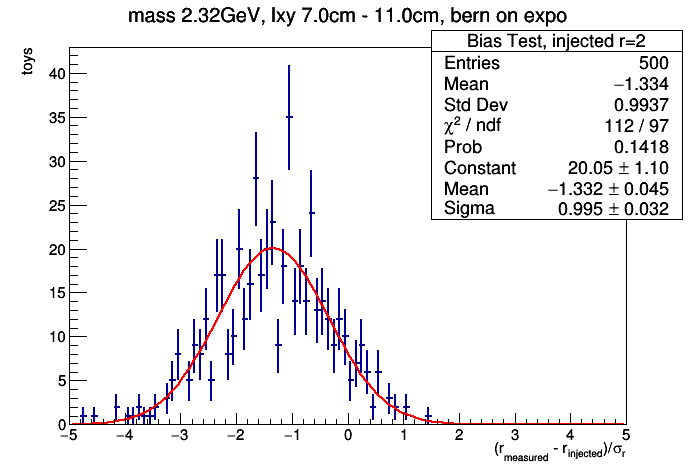 mass 2.32GeV, lxy 7.0cm - 11.0cm, bern on expo
toys
Bias Test, injected r=2
Entries 500
Mean −1.334
Std Dev 0.9937
χ² / ndf 112 / 97
Prob 0.1418
Constant 20.05 ± 1.10
Mean −1.332 ± 0.045
Sigma 0.995 ± 0.032
40
35
30
25
20
15
10
5
0
−5 −4 −3 −2 −1 0 1 2 3 4 5
(r_measured - r_injected)/σ_r